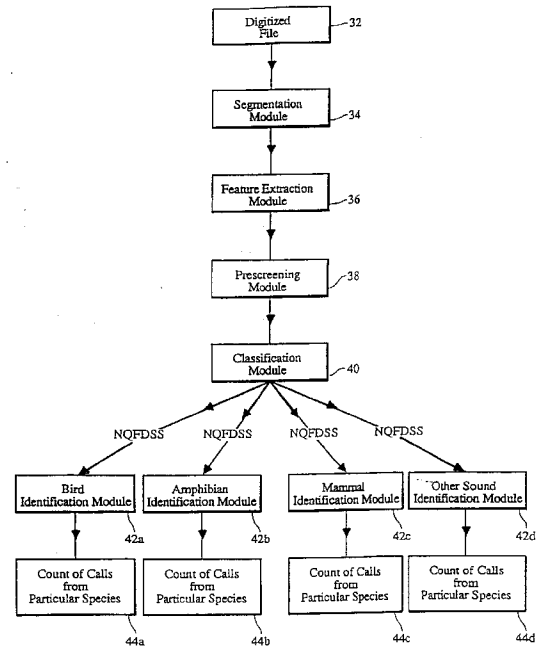 Digitized
File
32
Segmentation
Module
34
Feature Extraction
Module
36
Prescreening
Module
38
Classification
Module
40
NQFDSS NQFDSS NQFDSS NQFDSS
Bird
Identification Module
42a
Amphibian
Identification Module
42b
Mammal
Identification Module
42c
Other Sound
Identification Module
42d
Count of Calls
from
Particular Species
44a
Count of Calls
from
Particular Species
44b
Count of Calls
from
Particular Species
44c
Count of Calls
from
Particular Species
44d